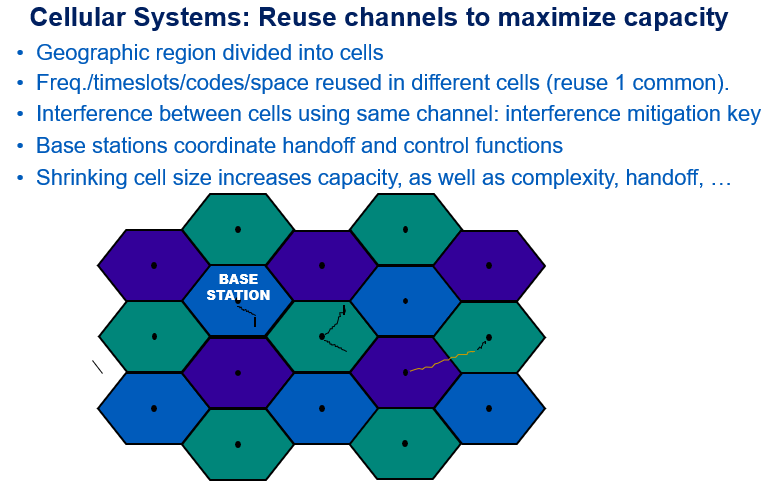 Cellular Systems: Reuse channels to maximize capacity
• Geographic region divided into cells
• Freq./timeslots/codes/space reused in different cells (reuse 1 common).
• Interference between cells using same channel: interference mitigation key
• Base stations coordinate handoff and control functions
• Shrinking cell size increases capacity, as well as complexity, handoff, …
BASE
STATION